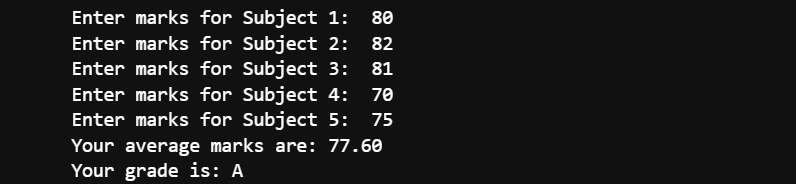 Enter marks for Subject 1:  80
Enter marks for Subject 2:  82
Enter marks for Subject 3:  81
Enter marks for Subject 4:  70
Enter marks for Subject 5:  75
Your average marks are: 77.60
Your grade is: A